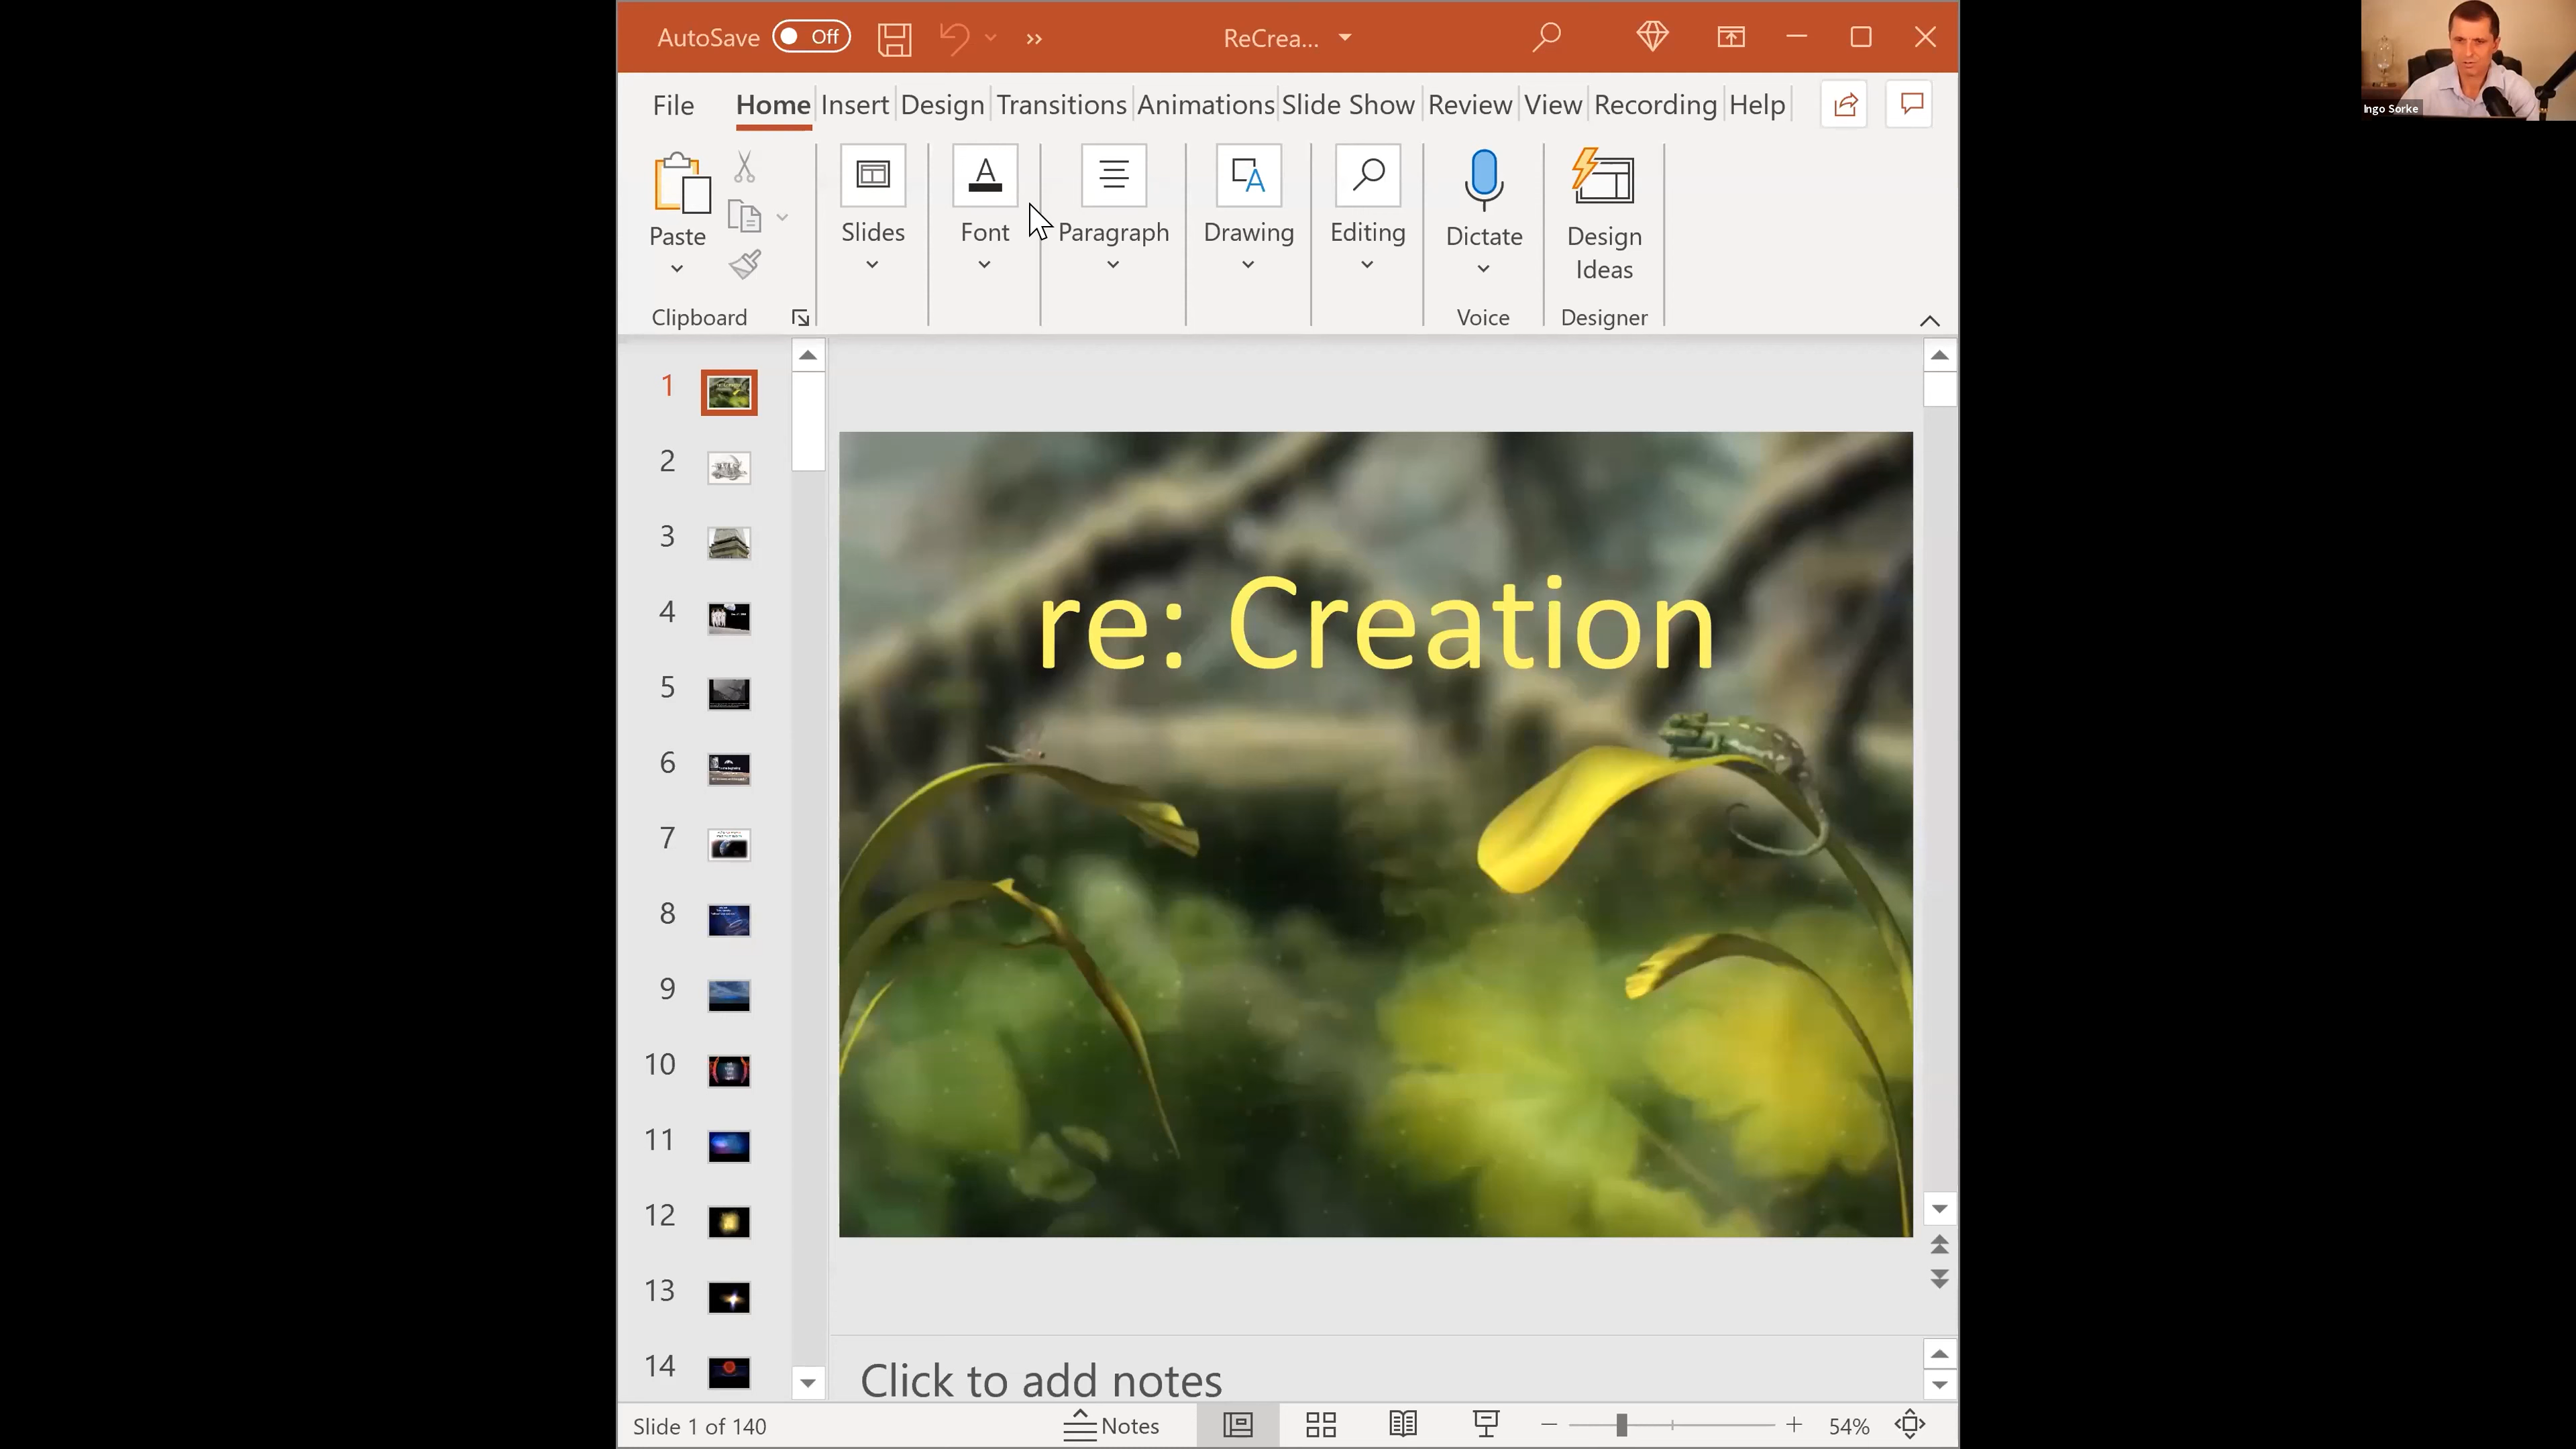 AutoSave Off ReCrea...
Ingo Sorke
File Home Insert Design Transitions Animations Slide Show Review View Recording Help
Paste Slides Font Paragraph Drawing Editing Dictate Design Ideas
Clipboard Voice Designer
1
2
3
4
5
6
7
8
9
10
11
12
13
14
re: Creation
Click to add notes
Slide 1 of 140 Notes 54%